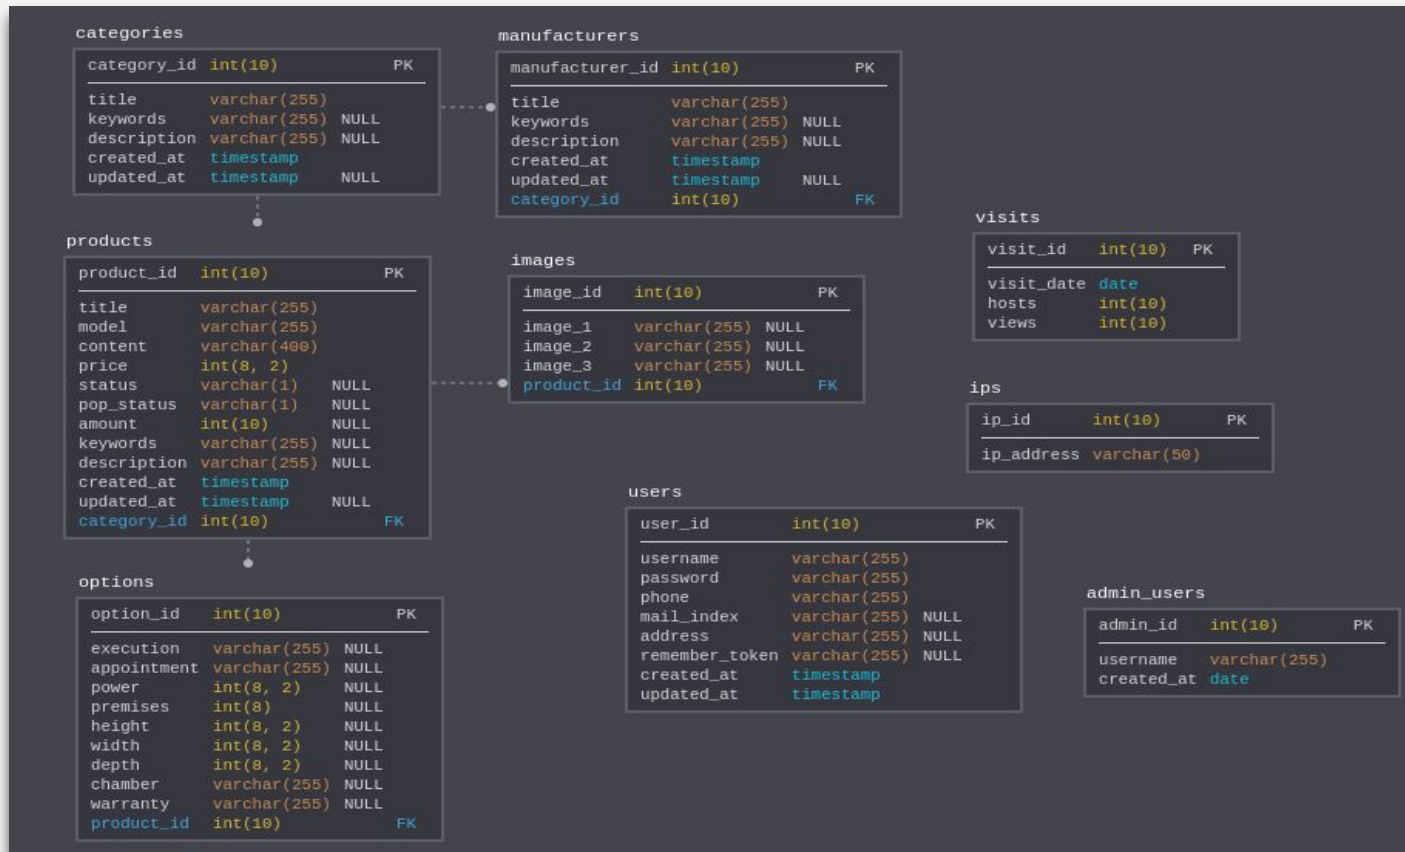 categories
category_id int(10) PK
title varchar(255)
keywords varchar(255) NULL
description varchar(255) NULL
created_at timestamp
updated_at timestamp NULL
manufacturers
manufacturer_id int(10) PK
title varchar(255)
keywords varchar(255) NULL
description varchar(255) NULL
created_at timestamp
updated_at timestamp NULL
category_id int(10) FK
products
product_id int(10) PK
title varchar(255)
model varchar(255)
content varchar(400)
price int(8, 2)
status varchar(1) NULL
pop_status varchar(1) NULL
amount int(10) NULL
keywords varchar(255) NULL
description varchar(255) NULL
created_at timestamp
updated_at timestamp NULL
category_id int(10) FK
images
image_id int(10) PK
image_1 varchar(255) NULL
image_2 varchar(255) NULL
image_3 varchar(255) NULL
product_id int(10) FK
visits
visit_id int(10) PK
visit_date date
hosts int(10)
views int(10)
ips
ip_id int(10) PK
ip_address varchar(50)
users
user_id int(10) PK
username varchar(255)
password varchar(255)
phone varchar(255)
mail_index varchar(255) NULL
address varchar(255) NULL
remember_token varchar(255) NULL
created_at timestamp
updated_at timestamp
admin_users
admin_id int(10) PK
username varchar(255)
created_at date
options
option_id int(10) PK
execution varchar(255) NULL
appointment varchar(255) NULL
power int(8, 2) NULL
premises int(8) NULL
height int(8, 2) NULL
width int(8, 2) NULL
depth int(8, 2) NULL
chamber varchar(255) NULL
warranty varchar(255) NULL
product_id int(10) FK